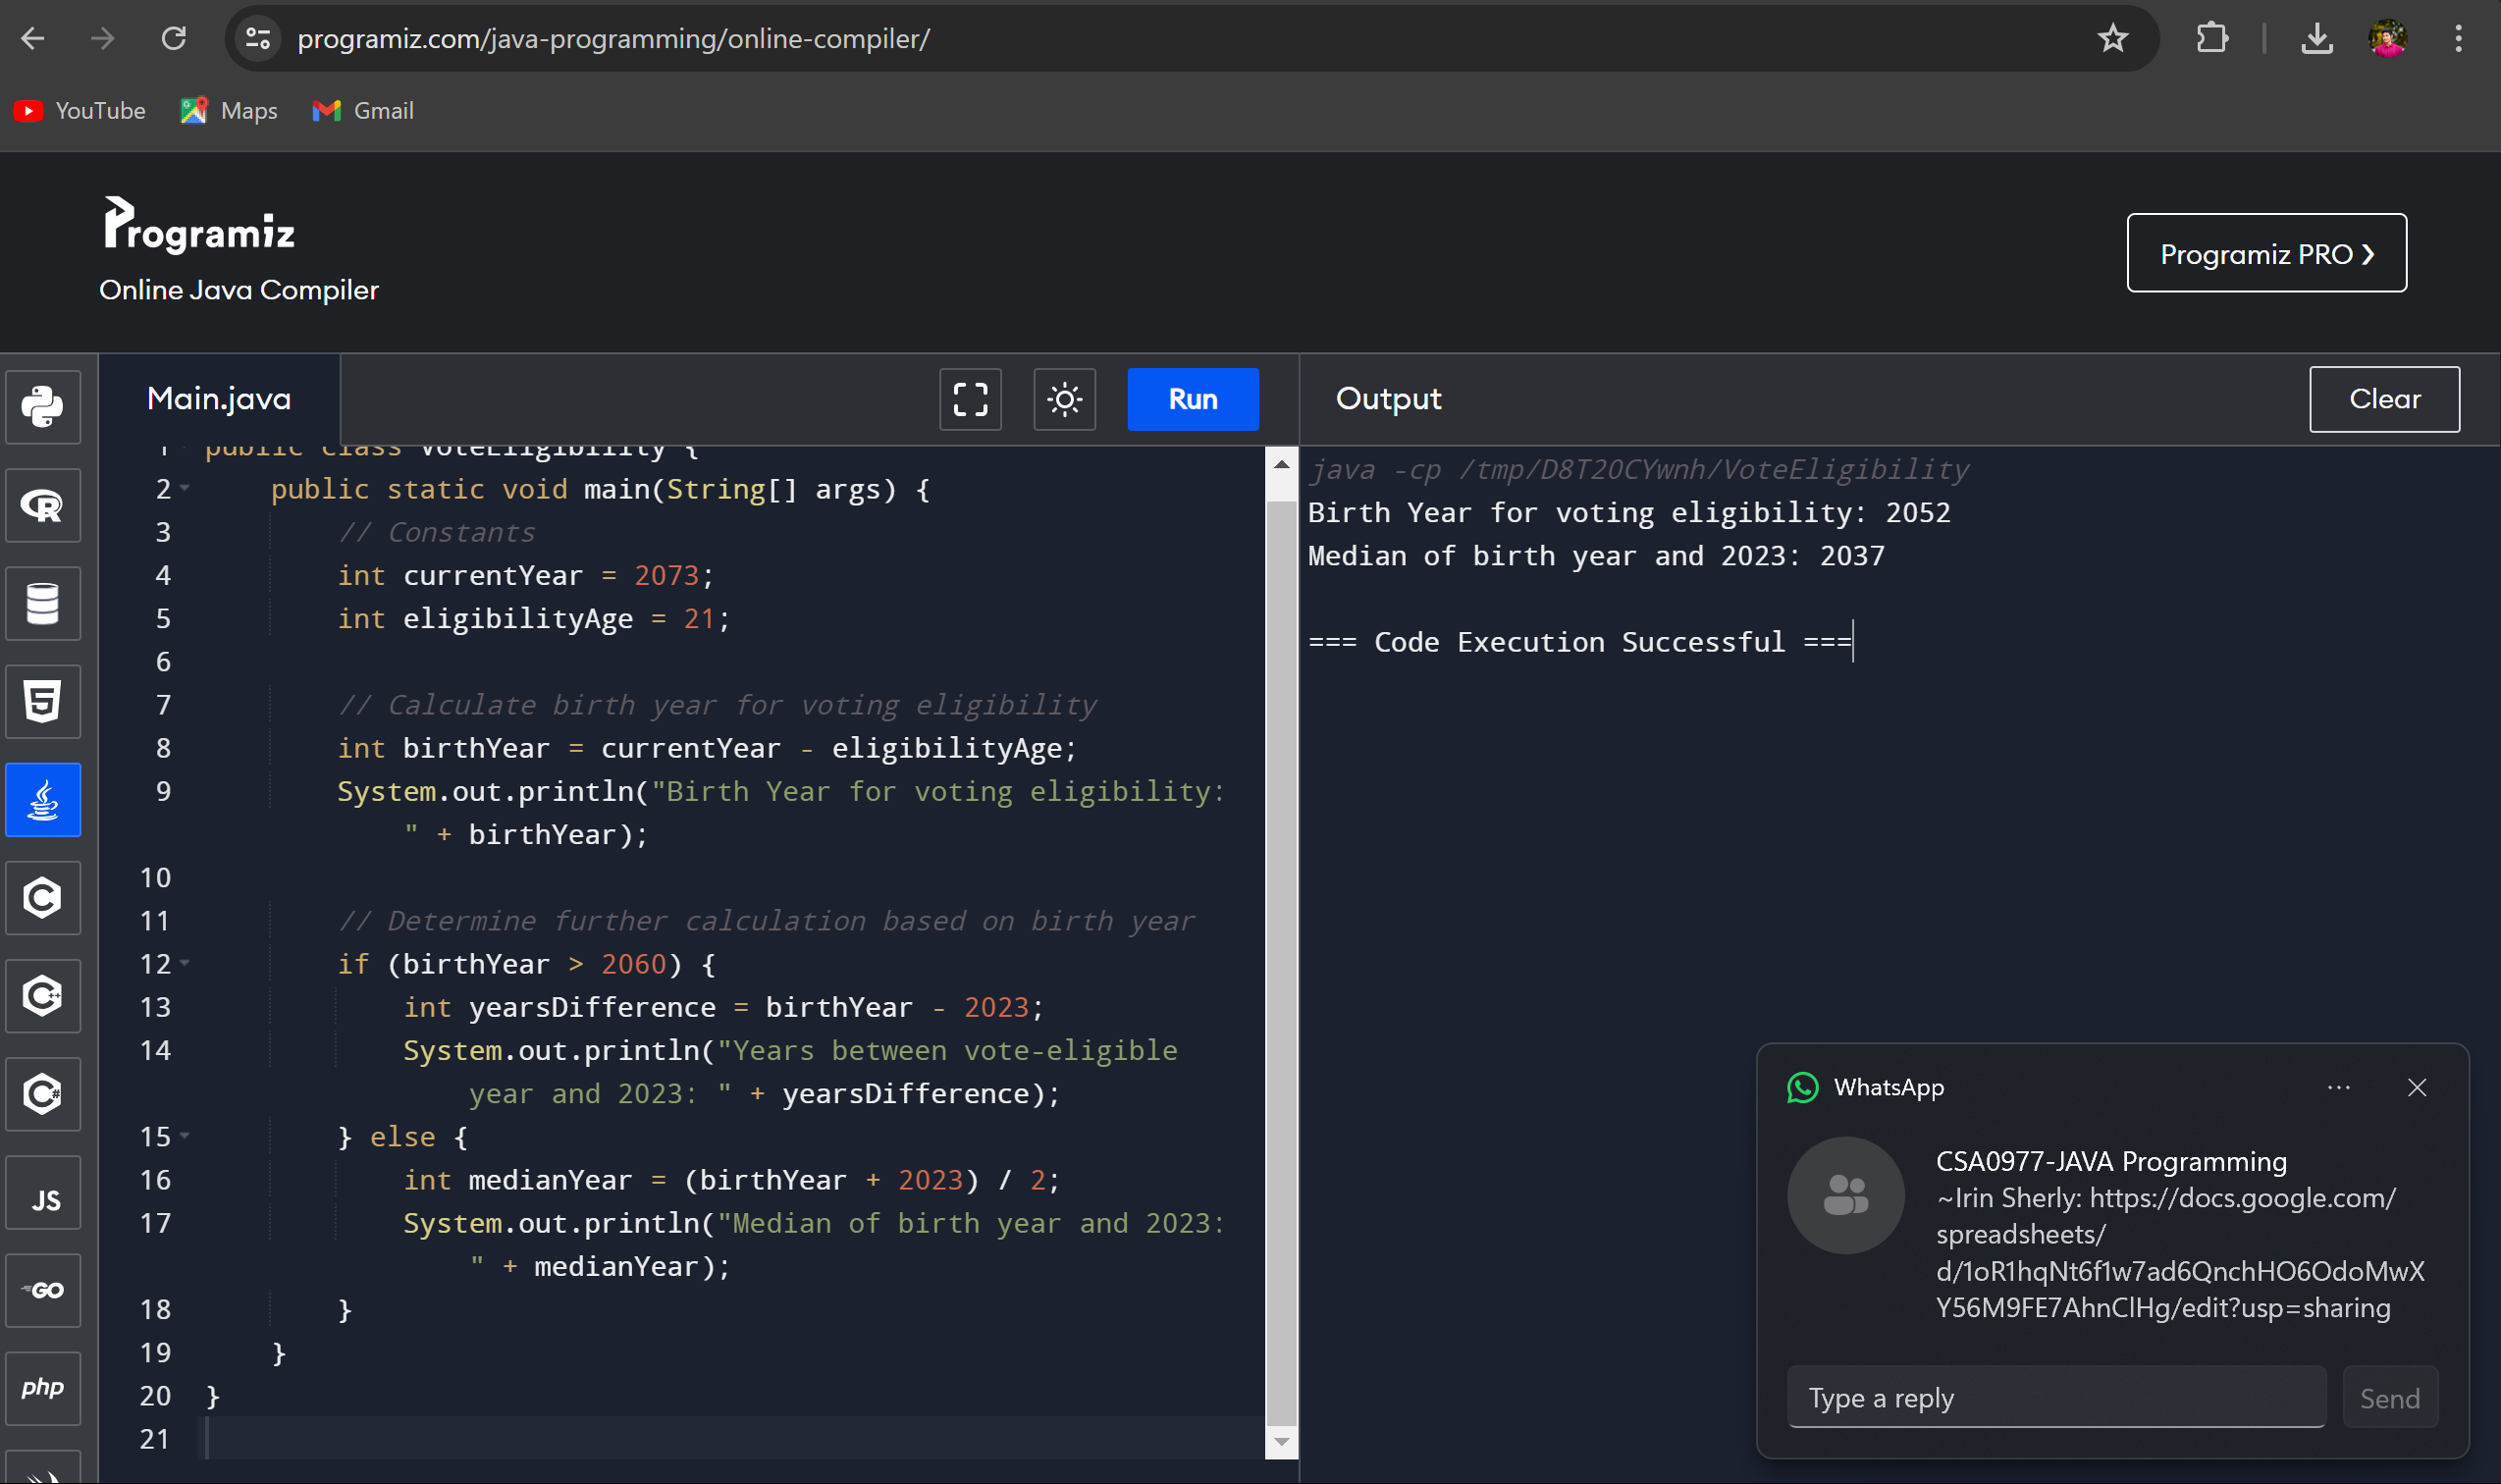 programiz.com/java-programming/online-compiler/
YouTube Maps Gmail
Programiz
Online Java Compiler
Programiz PRO ❯
Main.java
Run
Output
Clear
1 public class VoteEligibility {
2 public static void main(String[] args) {
3 // Constants
4 int currentYear = 2073;
5 int eligibilityAge = 21;
6
7 // Calculate birth year for voting eligibility
8 int birthYear = currentYear - eligibilityAge;
9 System.out.println("Birth Year for voting eligibility:
" + birthYear);
10
11 // Determine further calculation based on birth year
12 if (birthYear > 2060) {
13 int yearsDifference = birthYear - 2023;
14 System.out.println("Years between vote-eligible
year and 2023: " + yearsDifference);
15 } else {
16 int medianYear = (birthYear + 2023) / 2;
17 System.out.println("Median of birth year and 2023:
" + medianYear);
18 }
19 }
20 }
21
java -cp /tmp/D8T20CYwnh/VoteEligibility
Birth Year for voting eligibility: 2052
Median of birth year and 2023: 2037
=== Code Execution Successful ===
WhatsApp
CSA0977-JAVA Programming
~Irin Sherly: https://docs.google.com/
spreadsheets/
d/1oR1hqNt6f1w7ad6QnchHO6OdoMwX
Y56M9FE7AhnClHg/edit?usp=sharing
Type a reply
Send
R
5
C
C++
C#
JS
GO
php